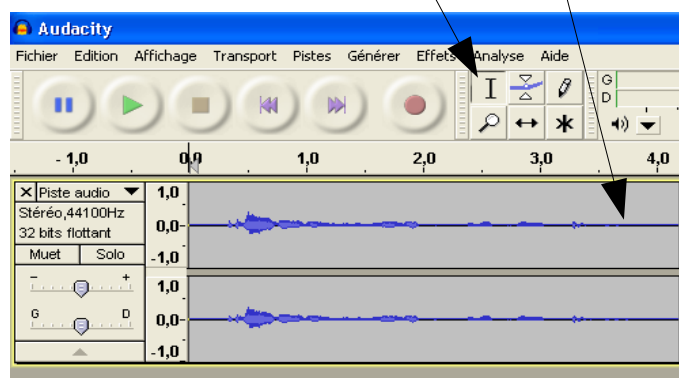 Audacity
Fichier Edition Affichage Transport Pistes Générer Effets Analyse Aide
G
D
- 1,0 0,0 1,0 2,0 3,0 4,0
Piste audio
Stéréo,44100Hz
32 bits flottant
Muet Solo
- +
G D
1,0
0,0
-1,0
1,0
0,0
-1,0